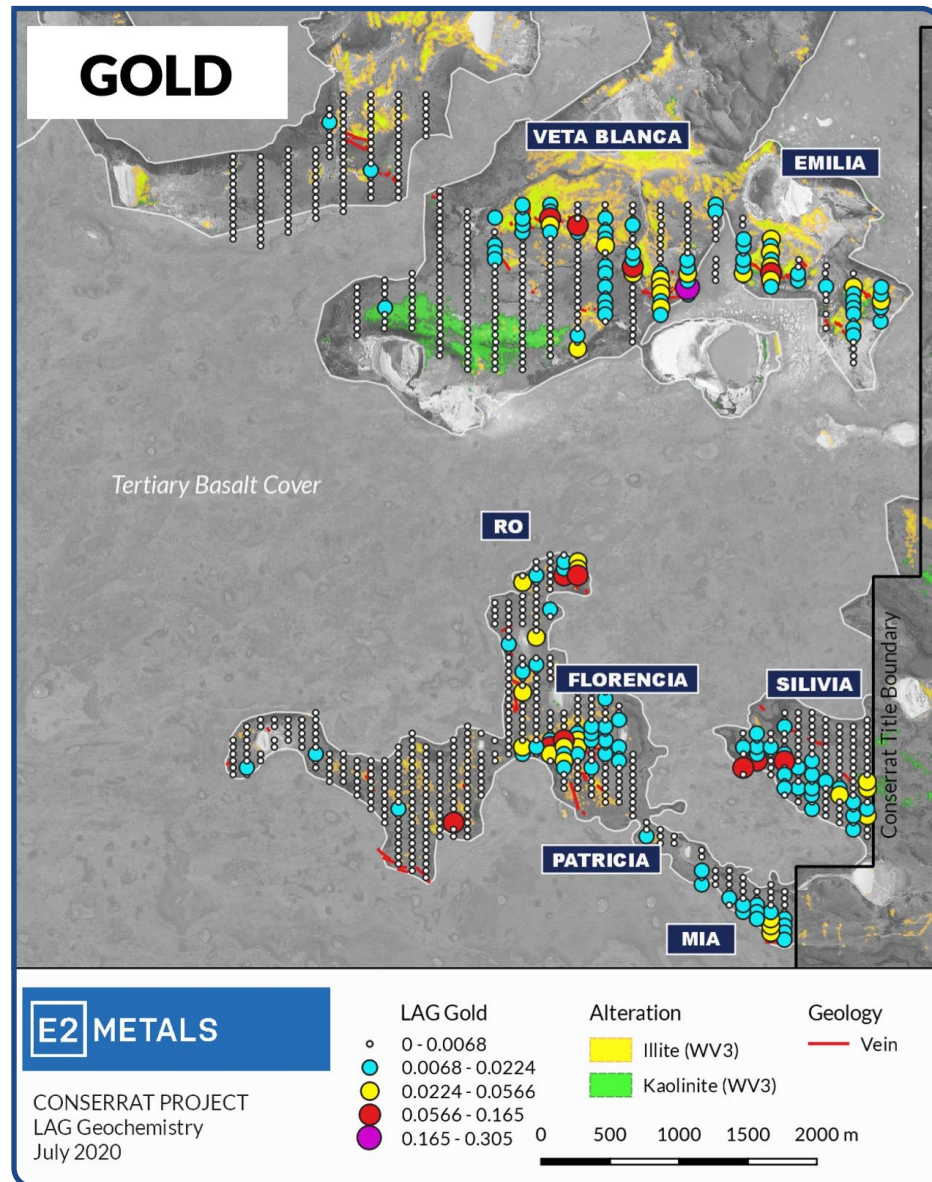 GOLD
VETA BLANCA
EMILIA
Tertiary Basalt Cover
RO
FLORENCIA
SILIVIA
Conserrat Title Boundary
PATRICIA
MIA
E2 METALS
CONSERRAT PROJECT
LAG Geochemistry
July 2020
LAG Gold
0 - 0.0068
0.0068 - 0.0224
0.0224 - 0.0566
0.0566 - 0.165
0.165 - 0.305
Alteration
Illite (WV3)
Kaolinite (WV3)
Geology
Vein
0 500 1000 1500 2000 m